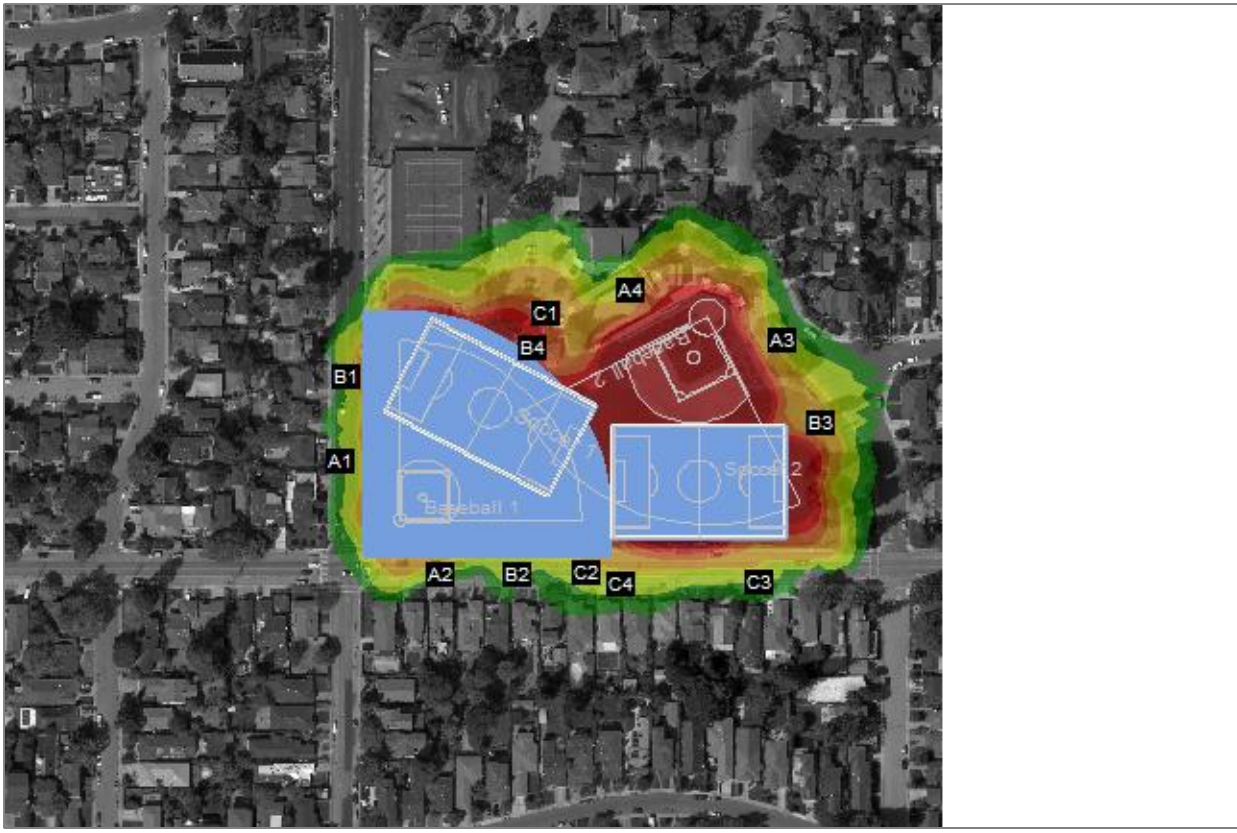 A4
C1
A3
B4
Baseball 2
B1
Soccer 1
B3
A1
Soccer 2
Baseball 1
A2
B2
C2
C4
C3